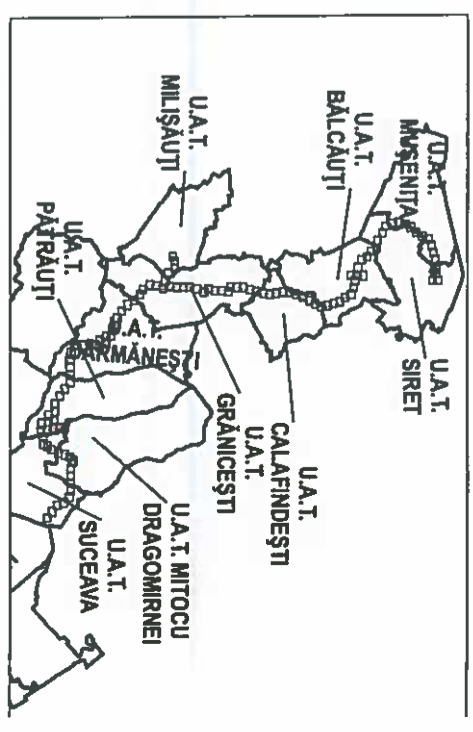 U.A.T.
MUŞENIŢA
U.A.T.
SIRET
U.A.T.
BĂLCĂUŢI
U.A.T.
CALAFINDEŞTI
U.A.T.
GRĂNICEŞTI
U.A.T.
MILIŞĂUŢI
U.A.T.
DĂRMĂNEŞTI
U.A.T.
PĂTRĂUŢI
U.A.T. MITOCU
DRAGOMIRNEI
U.A.T.
SUCEAVA